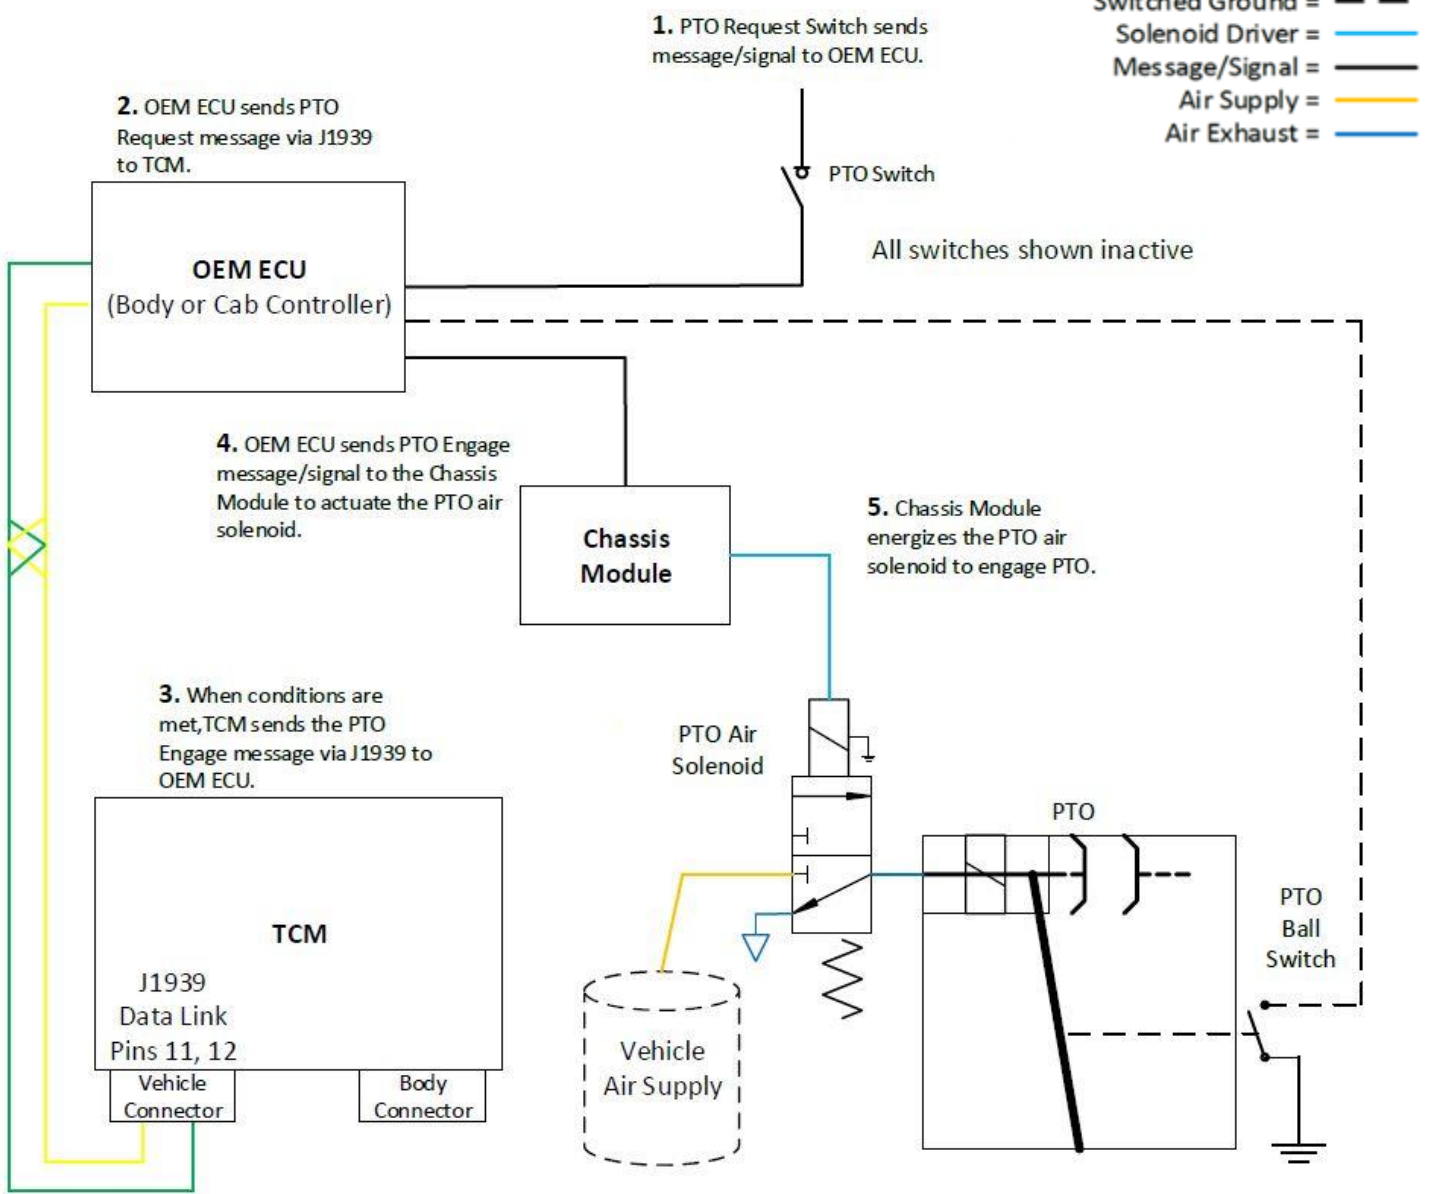 1. PTO Request Switch sends
message/signal to OEM ECU.
Switched Ground =
Solenoid Driver =
Message/Signal =
Air Supply =
Air Exhaust =
2. OEM ECU sends PTO
Request message via J1939
to TCM.
PTO Switch
All switches shown inactive
OEM ECU
(Body or Cab Controller)
4. OEM ECU sends PTO Engage
message/signal to the Chassis
Module to actuate the PTO air
solenoid.
Chassis
Module
5. Chassis Module
energizes the PTO air
solenoid to engage PTO.
3. When conditions are
met,TCM sends the PTO
Engage message via J1939 to
OEM ECU.
PTO Air
Solenoid
PTO
PTO
Ball
Switch
TCM
J1939
Data Link
Pins 11, 12
Vehicle
Connector
Body
Connector
Vehicle
Air Supply